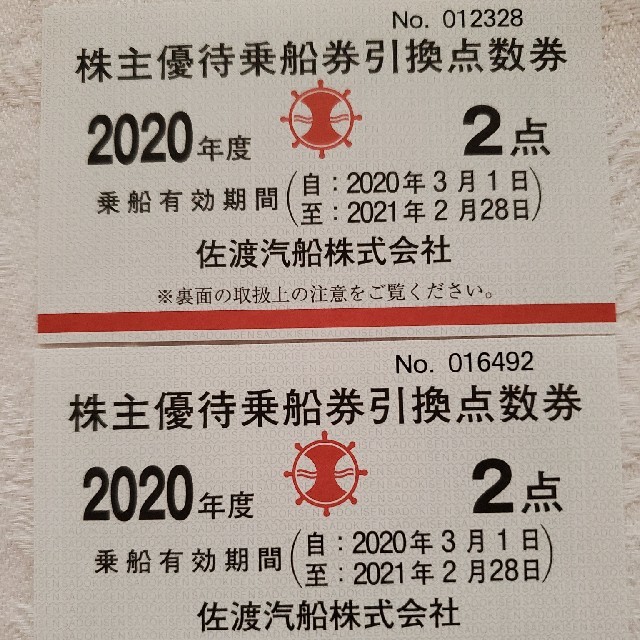 No. 012328
株主優待乗船券引換点数券
2020年度 2点
乗船有効期間(自:2020年3月1日
至:2021年2月28日)
佐渡汽船株式会社
※裏面の取扱上の注意をご覧ください。
No. 016492
株主優待乗船券引換点数券
2020年度 2点
乗船有効期間(自:2020年3月1日
至:2021年2月28日)
佐渡汽船株式会社